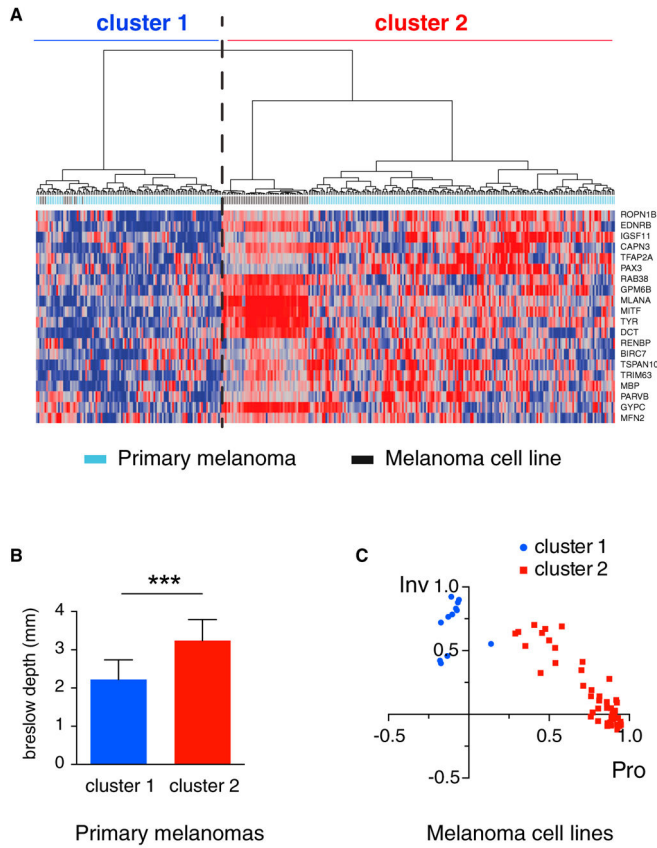 A
cluster 1 cluster 2
ROPN1B
EDNRB
IGSF11
CAPN3
TFAP2A
PAX3
RAB38
GPM6B
MLANA
MITF
TYR
DCT
RENBP
BIRC7
TSPAN10
TRIM63
MBP
PARVB
GYPC
MFN2
Primary melanoma Melanoma cell line
B
***
breslow depth (mm)
4
3
2
1
0
cluster 1 cluster 2
Primary melanomas
C
cluster 1
cluster 2
Inv 1.0
0.5
-0.5 0.5 1.0
-0.5
Pro
Melanoma cell lines